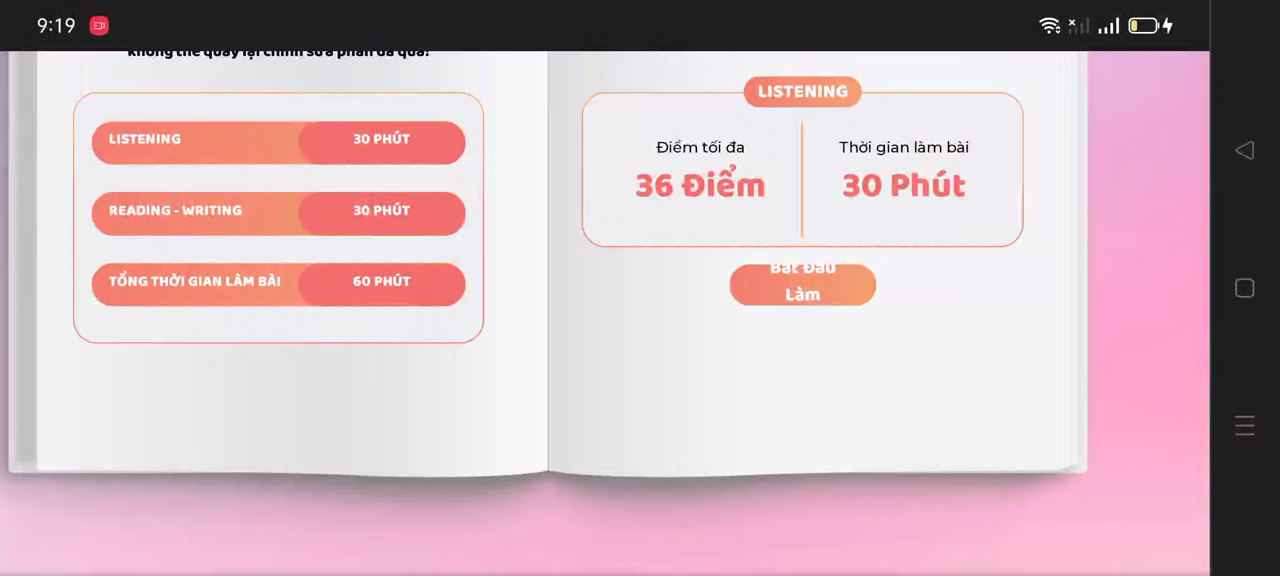 9:19
không thể quay lại chỉnh sửa phần đã qua!
LISTENING 30 PHÚT
READING - WRITING 30 PHÚT
TỔNG THỜI GIAN LÀM BÀI 60 PHÚT
LISTENING
Điểm tối đa
36 Điểm
Thời gian làm bài
30 Phút
Bắt Đầu
Làm